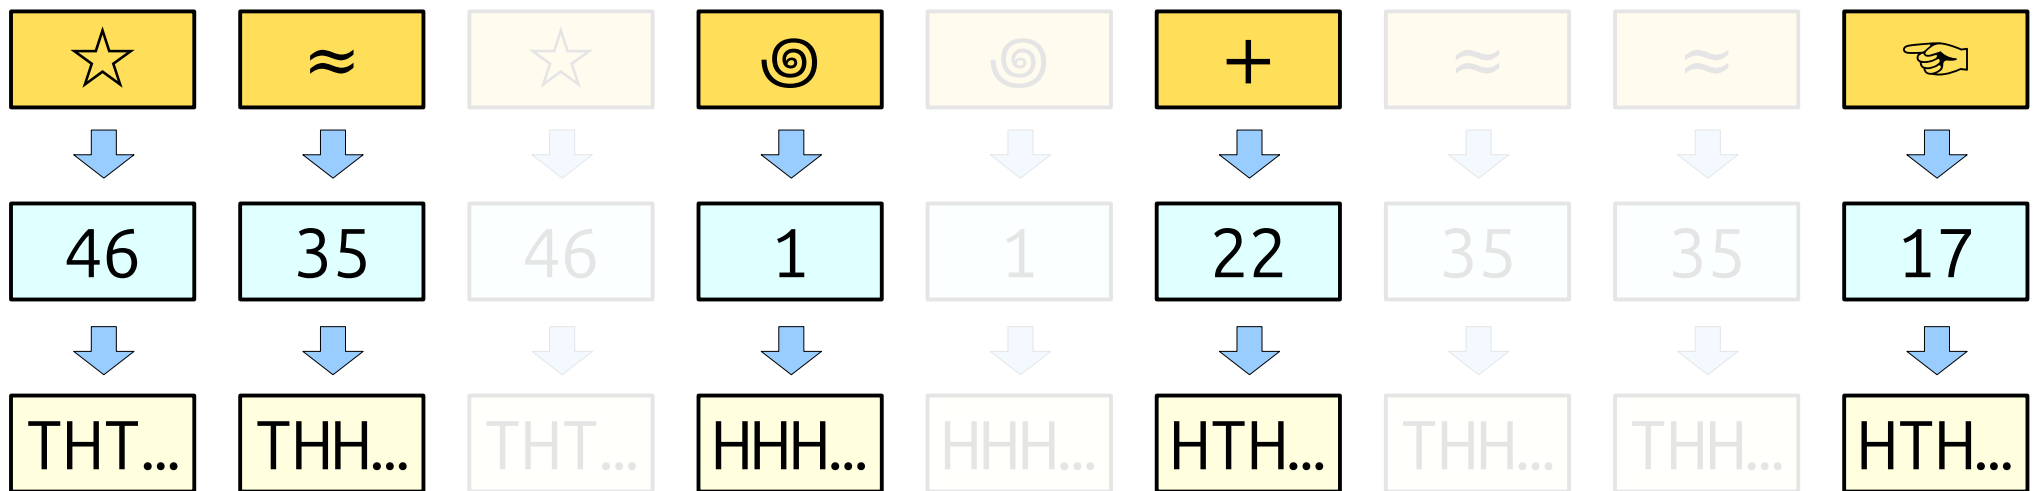 ☆ ≈ ☆ ꩜ ꩜ + ≈ ≈ ☜
46 35 46 1 1 22 35 35 17
THT... THH... THT... HHH... HHH... HTH... THH... THH... HTH...